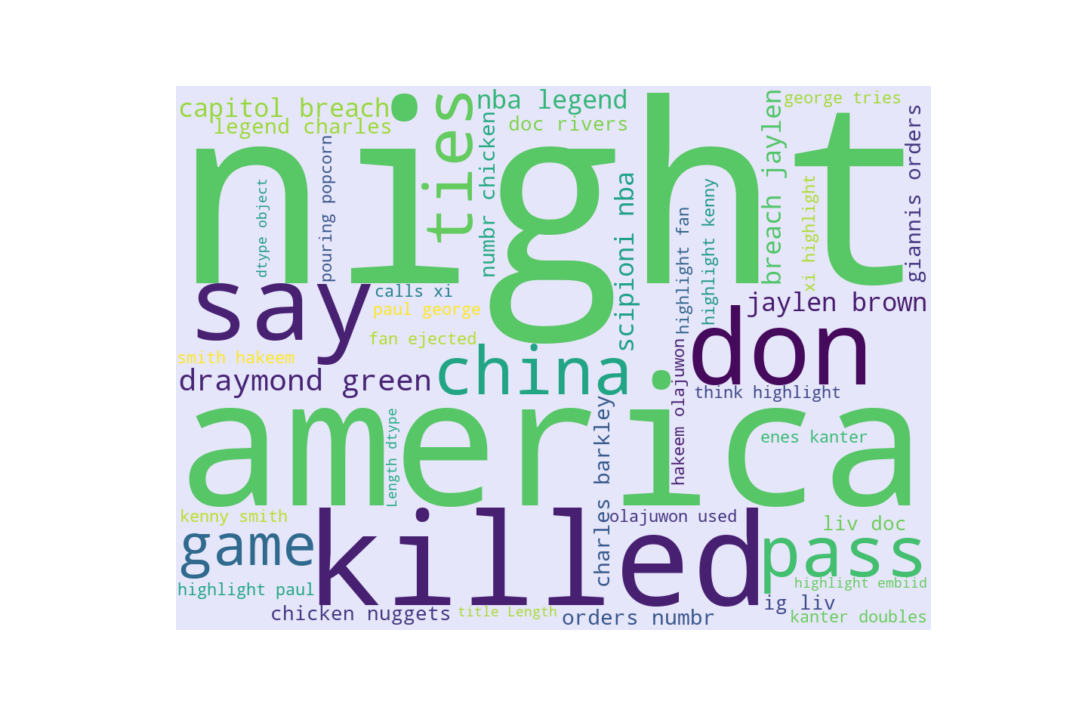 night
america
killed
say
don
china
ties
game
pass
capitol breach
legend charles
nba legend
doc rivers
george tries
numbr chicken
pouring popcorn
dtype object
scipioni nba
highlight fan
highlight kenny
breach jaylen
xi highlight
giannis orders
calls xi
paul george
fan ejected
jaylen brown
smith hakeem
draymond green
think highlight
hakeem olajuwon
Length dtype
charles barkley
enes kanter
kenny smith
olajuwon used
liv doc
highlight paul
highlight embiid
ig liv
chicken nuggets
title Length
orders numbr
kanter doubles